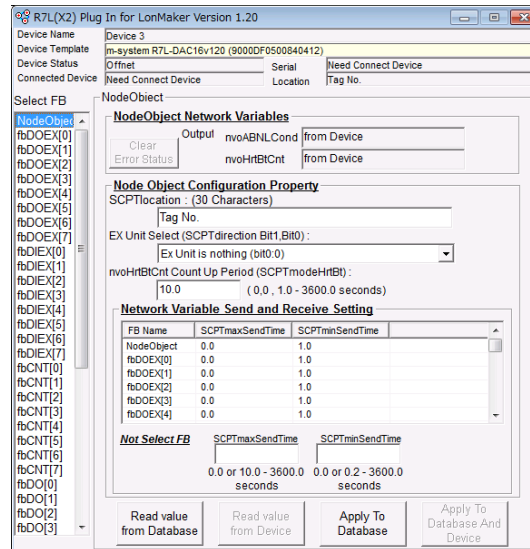 R7L(X2) Plug In for LonMaker Version 1.20
Device Name Device 3
Device Template m-system R7L-DAC16v120 (9000DF0500840412)
Device Status Offnet Serial Need Connect Device
Connected Device Need Connect Device Location Tag No.
Select FB
NodeObjec
fbDOEX[0]
fbDOEX[1]
fbDOEX[2]
fbDOEX[3]
fbDOEX[4]
fbDOEX[5]
fbDOEX[6]
fbDOEX[7]
fbDIEX[0]
fbDIEX[1]
fbDIEX[2]
fbDIEX[3]
fbDIEX[4]
fbDIEX[5]
fbDIEX[6]
fbDIEX[7]
fbCNT[0]
fbCNT[1]
fbCNT[2]
fbCNT[3]
fbCNT[4]
fbCNT[5]
fbCNT[6]
fbCNT[7]
fbDO[0]
fbDO[1]
fbDO[2]
fbDO[3]
NodeObject
NodeObject Network Variables
Clear
Error Status
Output nvoABNLCond from Device
nvoHrtBtCnt from Device
Node Object Configuration Property
SCPTlocation : (30 Characters)
Tag No.
EX Unit Select (SCPTdirection Bit1,Bit0) :
Ex Unit is nothing (bit0:0)
nvoHrtBtCnt Count Up Period (SCPTmodeHrtBt) :
10.0 ( 0,0 , 1.0 - 3600.0 seconds)
Network Variable Send and Receive Setting
FB Name SCPTmaxSendTime SCPTminSendTime
NodeObject 0.0 1.0
fbDOEX[0] 0.0 1.0
fbDOEX[1] 0.0 1.0
fbDOEX[2] 0.0 1.0
fbDOEX[3] 0.0 1.0
fbDOEX[4] 0.0 1.0
Not Select FB SCPTmaxSendTime SCPTminSendTime
0.0 or 10.0 - 3600.0 0.0 or 0.2 - 3600.0
seconds seconds
Read value
from Database
Read value
from Device
Apply To
Database
Apply To
Database And
Device